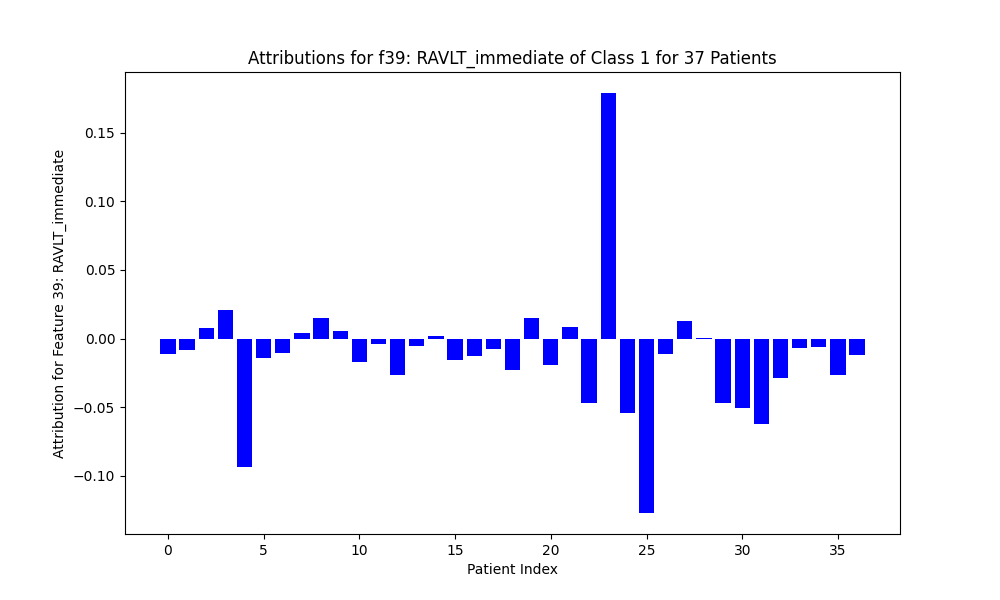 Attributions for f39: RAVLT_immediate of Class 1 for 37 Patients
Attribution for Feature 39: RAVLT_immediate
0.15
0.10
0.05
0.00
−0.05
−0.10
0 5 10 15 20 25 30 35
Patient Index